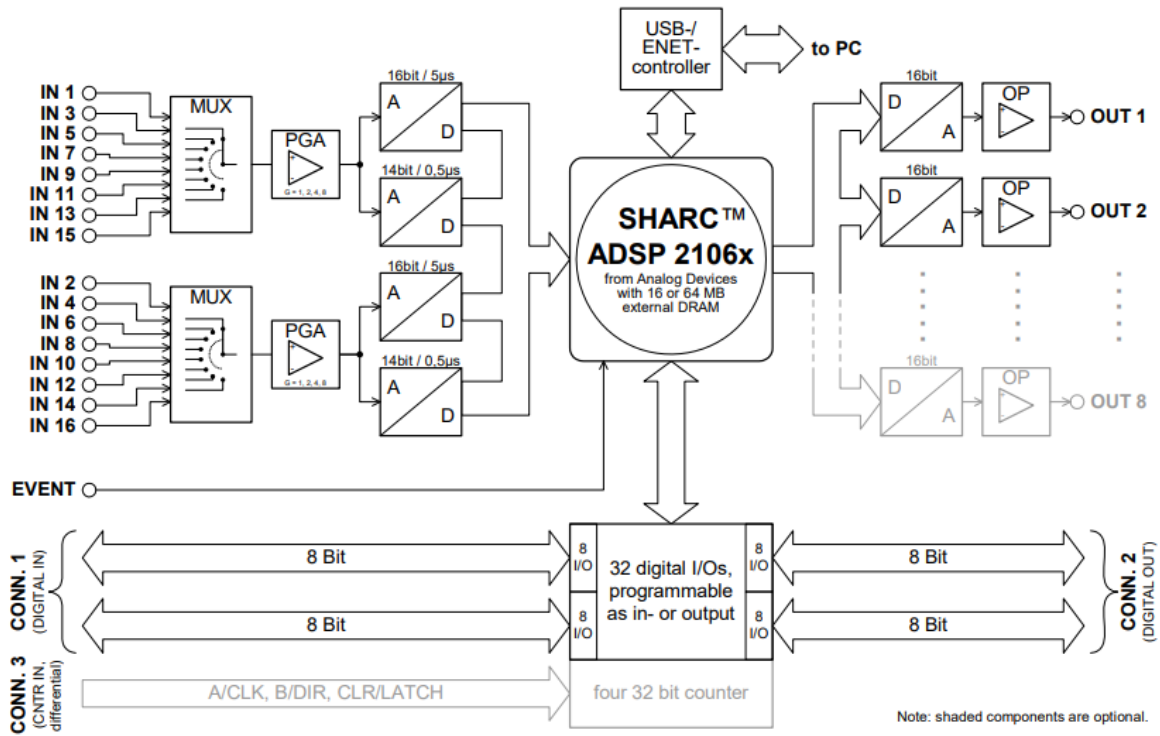 USB-/
ENET-
controller
to PC
IN 1
IN 3
IN 5
IN 7
IN 9
IN 11
IN 13
IN 15
MUX
PGA
G = 1, 2, 4, 8
16bit / 5µs
A
D
14bit / 0,5µs
A
D
IN 2
IN 4
IN 6
IN 8
IN 10
IN 12
IN 14
IN 16
MUX
PGA
G = 1, 2, 4, 8
16bit / 5µs
A
D
14bit / 0,5µs
A
D
SHARC™
ADSP 2106x
from Analog Devices
with 16 or 64 MB
external DRAM
16bit
D
A
OP
OUT 1
16bit
D
A
OP
OUT 2
16bit
D
A
OP
OUT 8
EVENT
CONN. 1
(DIGITAL IN)
8 Bit
8 Bit
8
I/O
8
I/O
32 digital I/Os,
programmable
as in- or output
8
I/O
8
I/O
8 Bit
8 Bit
CONN. 2
(DIGITAL OUT)
CONN. 3
(CNTR IN,
differential)
A/CLK, B/DIR, CLR/LATCH
four 32 bit counter
Note: shaded components are optional.